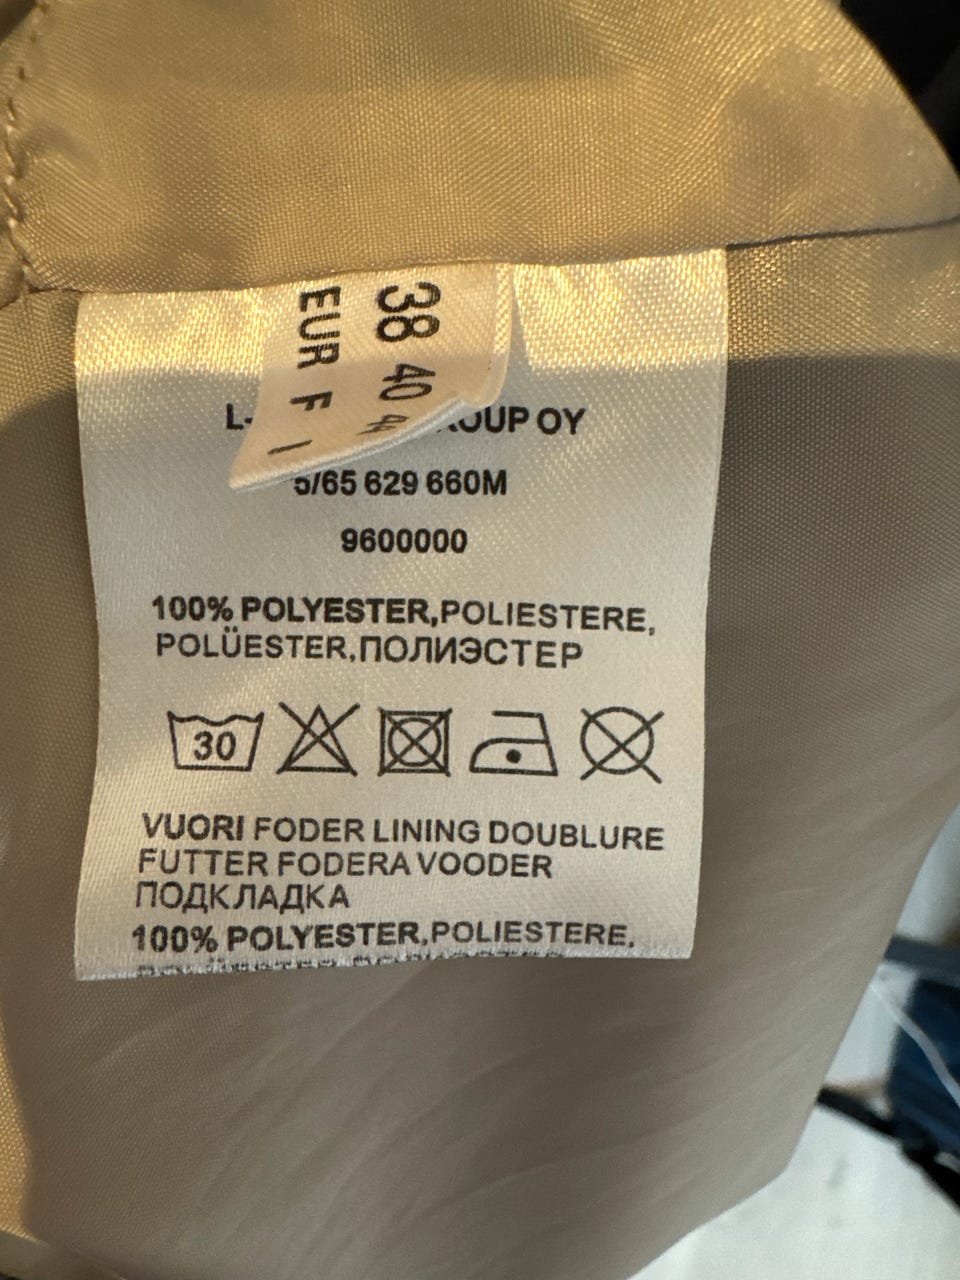 EUR F I
38 40 44
OUP OY
5/65 629 660M
9600000
100% POLYESTER,POLIESTERE,
POLÜESTER,ПОЛИЭСТЕР
30
VUORI FODER LINING DOUBLURE
FUTTER FODERA VOODER
ПОДКЛАДКА
100% POLYESTER,POLIESTERE,